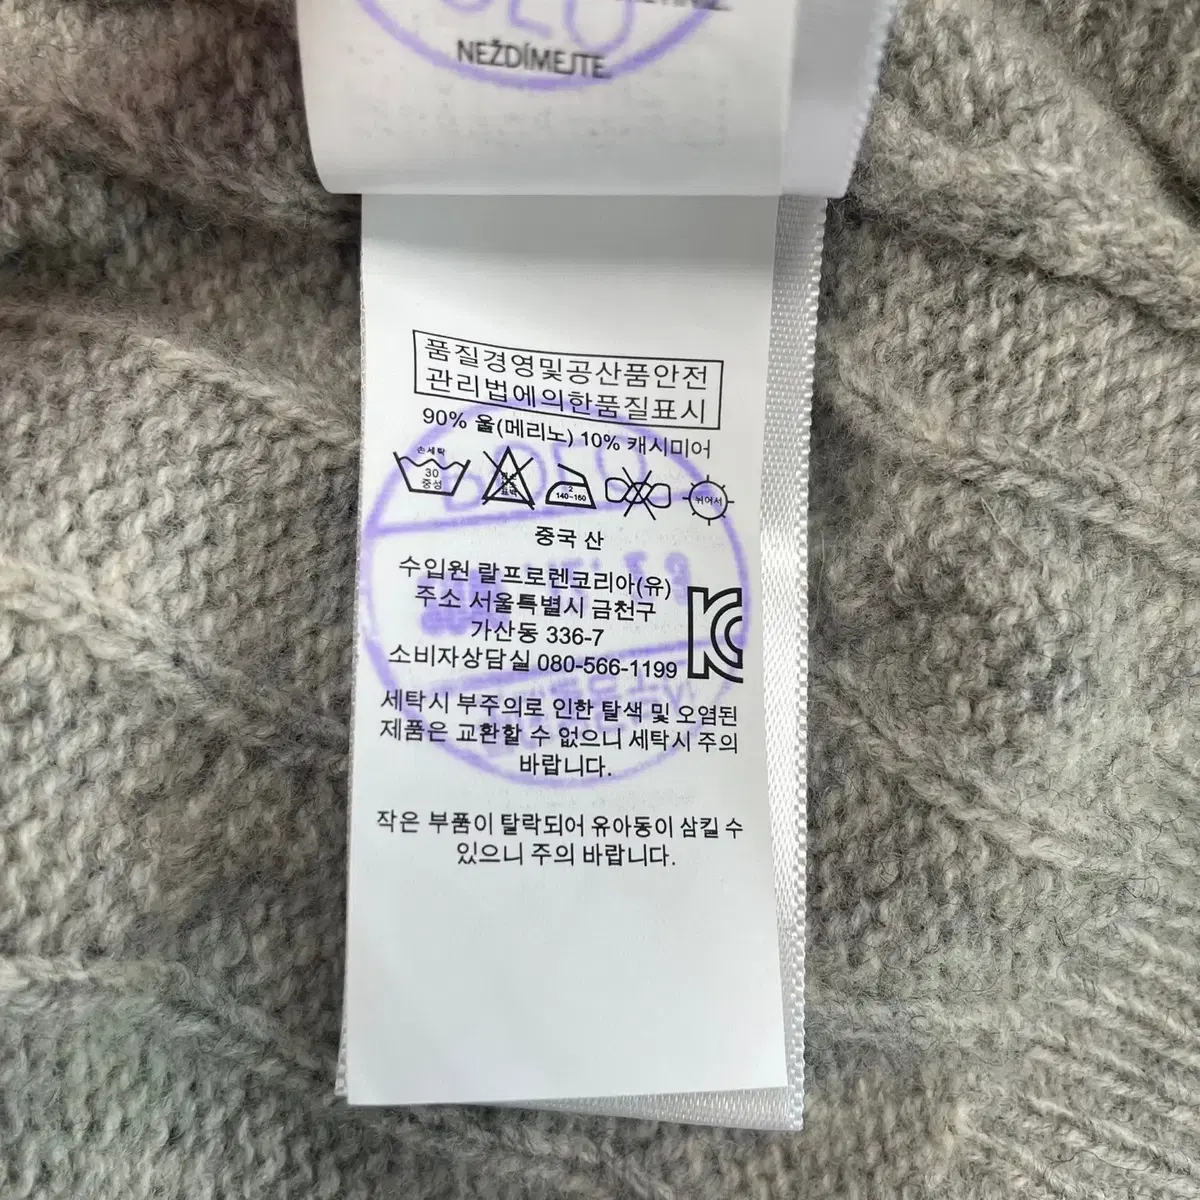 NEŽDÍMEJTE.
품질경영및공산품안전
관리법에의한품질표시
90% 울(메리노) 10% 캐시미어
손세탁
30
중성
2
140~160
뉘어서
중국 산
수입원 랄프로렌코리아(유)
주소 서울특별시 금천구
가산동 336-7
소비자상담실 080-566-1199
세탁시 부주의로 인한 탈색 및 오염된
제품은 교환할 수 없으니 세탁시 주의
바랍니다.
작은 부품이 탈락되어 유아동이 삼킬 수
있으니 주의 바랍니다.